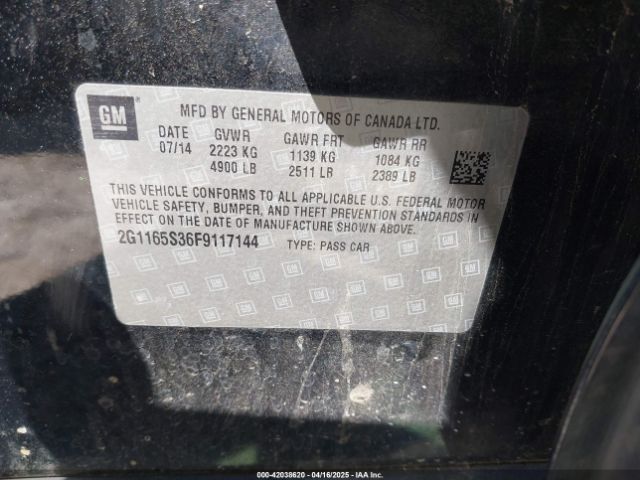 GM
MFD BY GENERAL MOTORS OF CANADA LTD.
DATE GVWR GAWR FRT GAWR RR
07/14 2223 KG 1139 KG 1084 KG
4900 LB 2511 LB 2389 LB
THIS VEHICLE CONFORMS TO ALL APPLICABLE U.S. FEDERAL MOTOR
VEHICLE SAFETY, BUMPER, AND THEFT PREVENTION STANDARDS IN
EFFECT ON THE DATE OF MANUFACTURE SHOWN ABOVE.
2G1165S36F9117144 TYPE: PASS CAR
000-42038620 - 04/16/2025 - IAA INC.